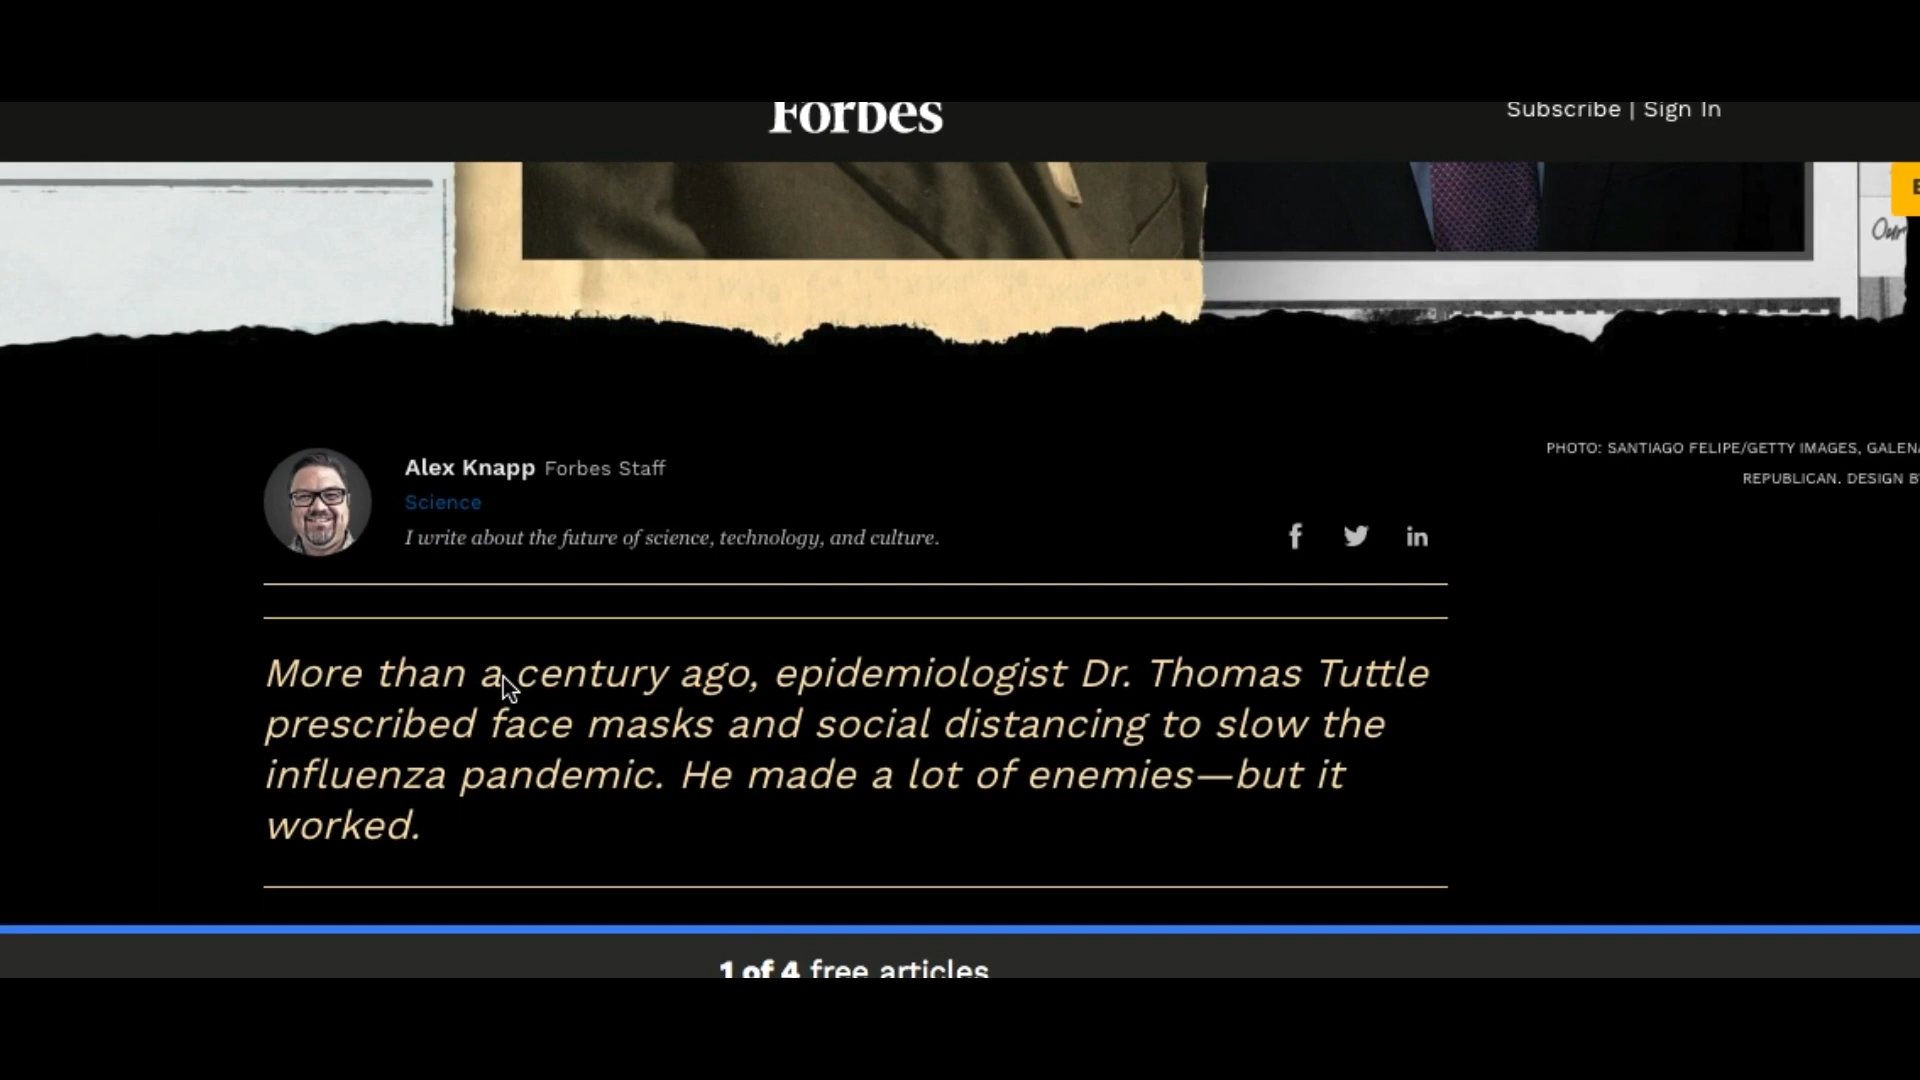 Forbes
Subscribe | Sign In
Our
Alex Knapp Forbes Staff
Science
I write about the future of science, technology, and culture.
PHOTO: SANTIAGO FELIPE/GETTY IMAGES, GALENA
REPUBLICAN. DESIGN BY
More than a century ago, epidemiologist Dr. Thomas Tuttle
prescribed face masks and social distancing to slow the
influenza pandemic. He made a lot of enemies—but it
worked.
1 of 4 free articles